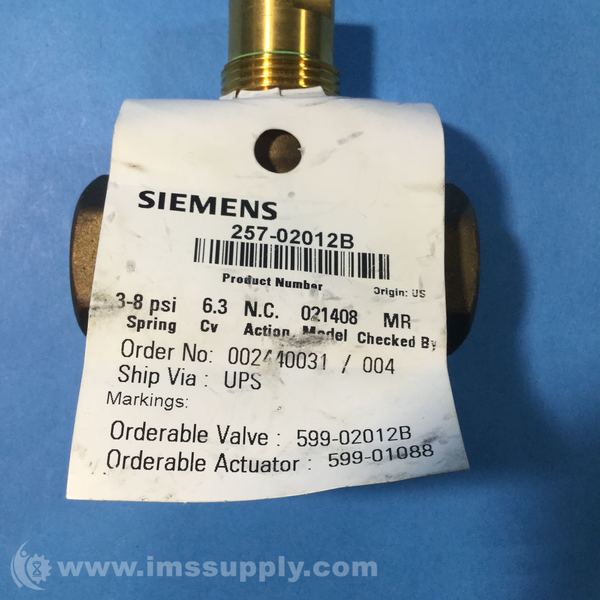 SIEMENS
257-02012B
Product Number
Origin: US
3-8 psi 6.3 N.C. 021408 MR
Spring Cv Action Model Checked By
Order No: 002440031 / 004
Ship Via : UPS
Markings:
Orderable Valve : 599-02012B
Orderable Actuator : 599-01088
www.imssupply.com